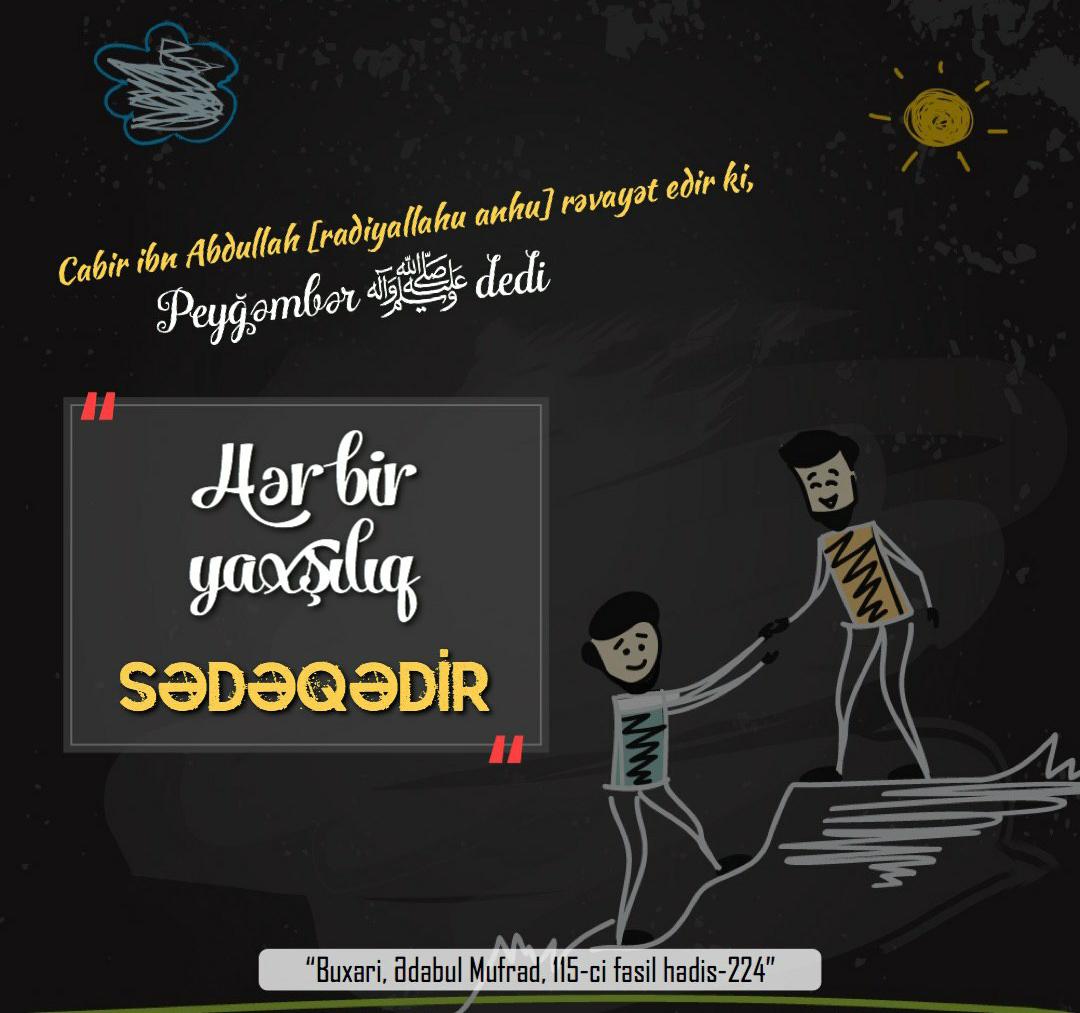 Cabir ibn Abdullah [radiyallahu anhu] rəvayət edir ki,
Peyğəmbər ﷺ dedi
"
Hər bir
yaxşılıq
SƏDƏQƏDİR
"
“Buxari, Ədabul Mufrad, 115-ci fasil hadis-224”